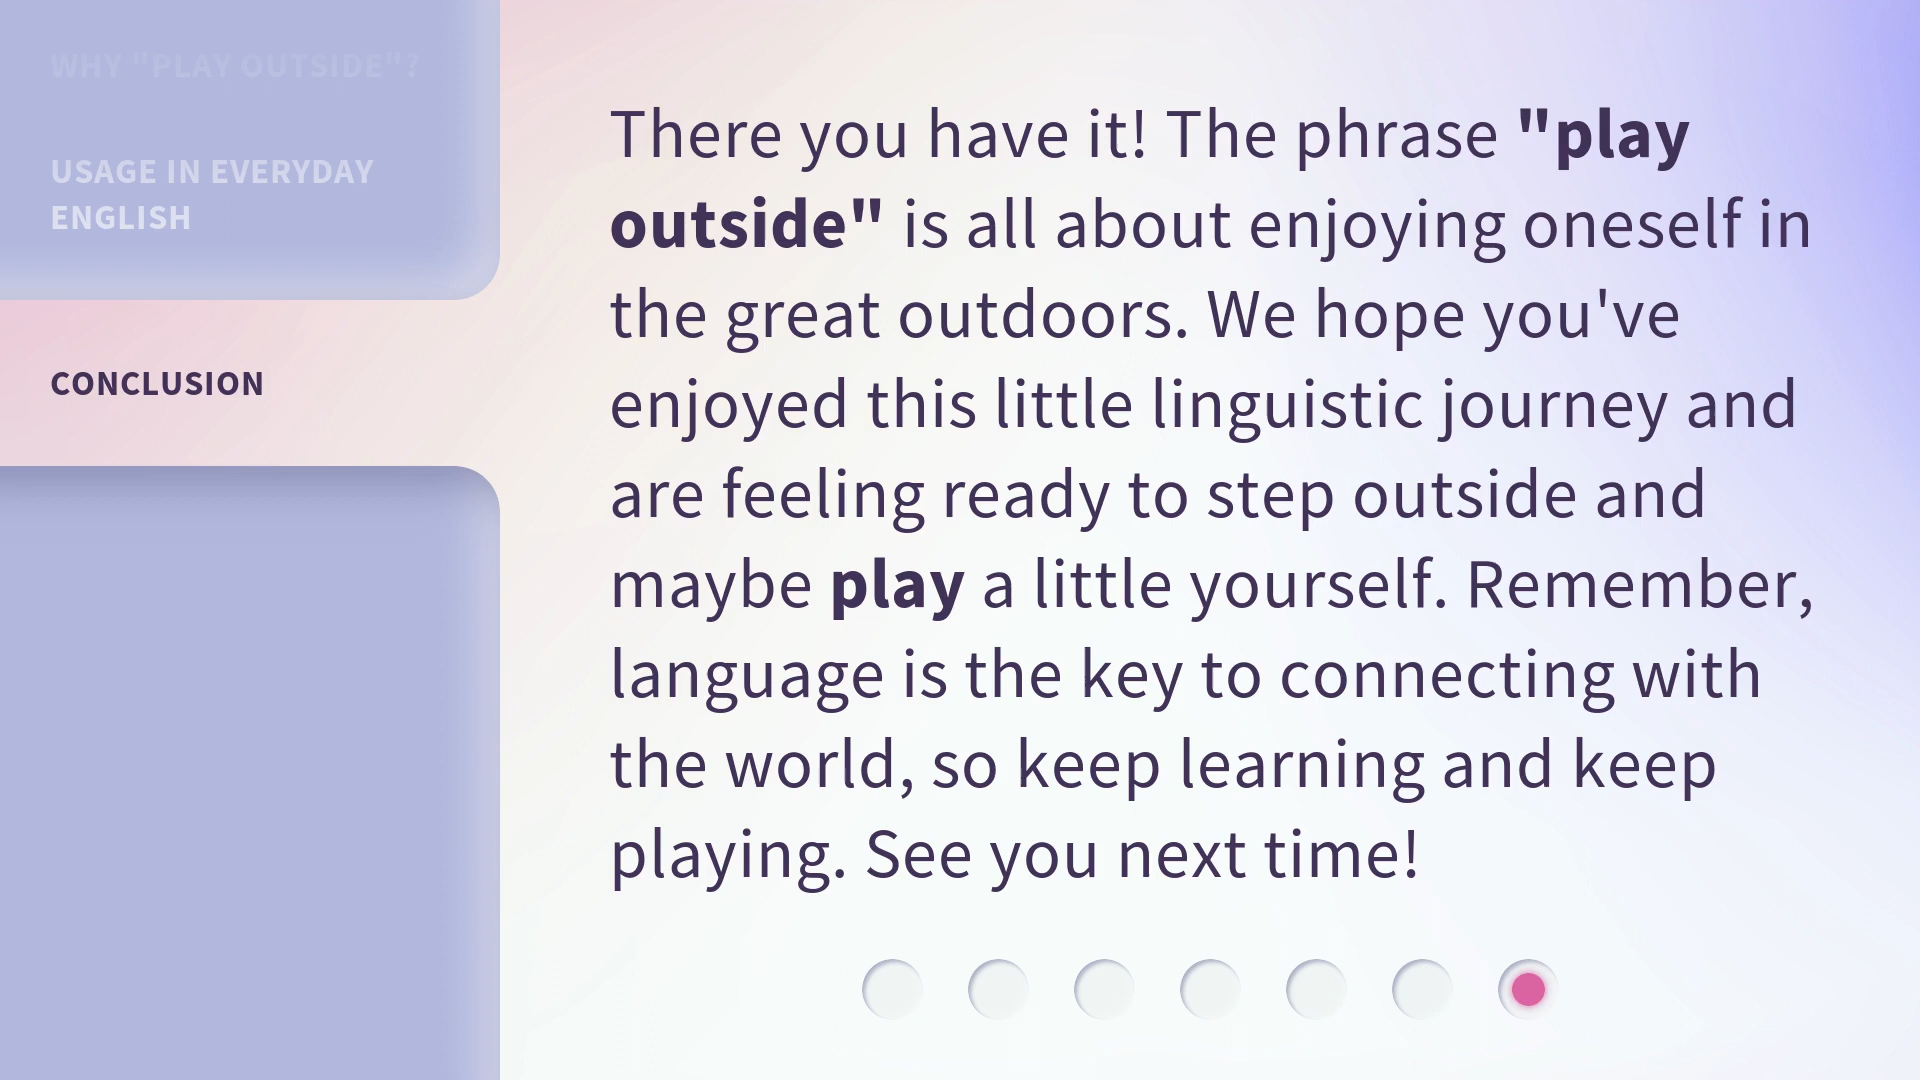 WHY "PLAY OUTSIDE"?
USAGE IN EVERYDAY
ENGLISH
CONCLUSION
There you have it! The phrase "play
outside" is all about enjoying oneself in
the great outdoors. We hope you've
enjoyed this little linguistic journey and
are feeling ready to step outside and
maybe play a little yourself. Remember,
language is the key to connecting with
the world, so keep learning and keep
playing. See you next time!